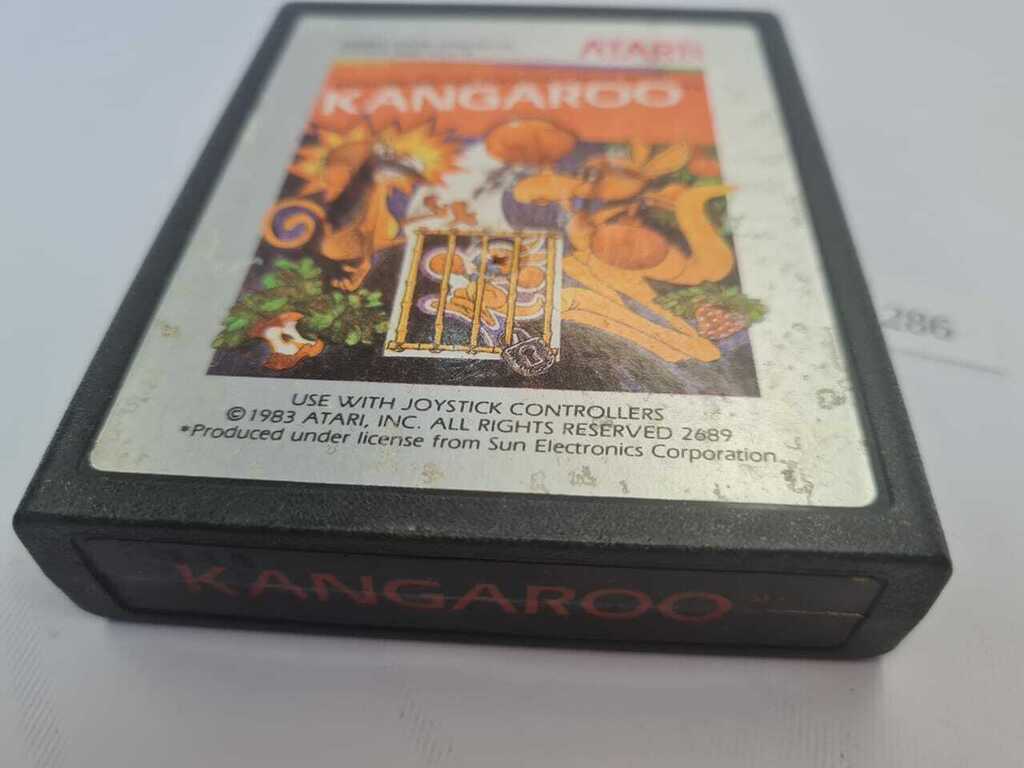 ATARI
KANGAROO
286
USE WITH JOYSTICK CONTROLLERS
©1983 ATARI, INC. ALL RIGHTS RESERVED 2689
*Produced under license from Sun Electronics Corporation
KANGAROO